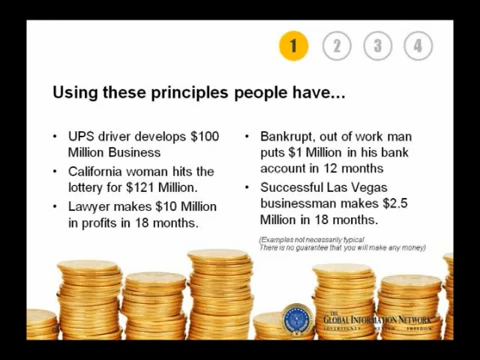 1 2 3 4
Using these principles people have…
• UPS driver develops $100
Million Business
• California woman hits the
lottery for $121 Million.
• Lawyer makes $10 Million
in profits in 18 months.
• Bankrupt, out of work man
puts $1 Million in his bank
account in 12 months
• Successful Las Vegas
businessman makes $2.5
Million in 18 months.
(Examples not necessarily typical
There is no guarantee that you will make any money)
THE
GLOBAL INFORMATION NETWORK
FREEDOM